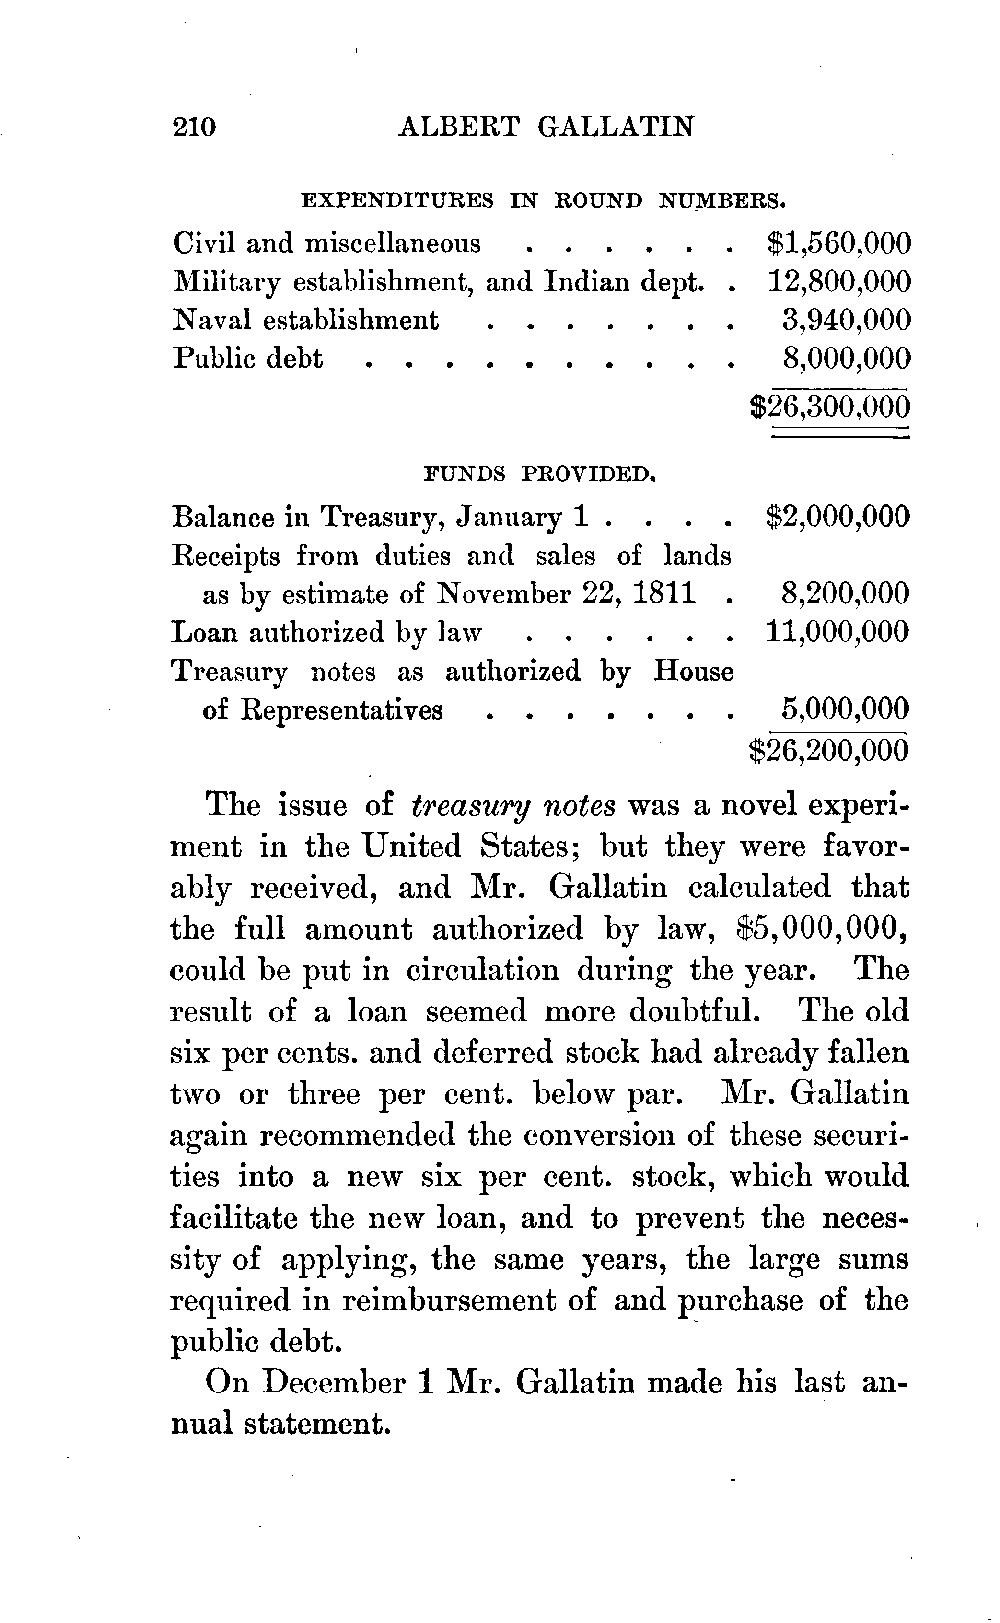 210 ALBERT GALLATIN
EXPENDITURES IN ROUND NUMBERS.
Civil and miscellaneous . . . . . . $1,560,000
Military establishment, and Indian dept. . 12,800,000
Naval establishment . . . . . . . 3,940,000
Public debt . . . . . . . . . . 8,000,000
$26,300,000
FUNDS PROVIDED.
Balance in Treasury, January 1 . . . . $2,000,000
Receipts from duties and sales of lands
as by estimate of November 22, 1811 . 8,200,000
Loan authorized by law . . . . . . 11,000,000
Treasury notes as authorized by House
of Representatives . . . . . . . 5,000,000
$26,200,000
The issue of treasury notes was a novel experi-
ment in the United States; but they were favor-
ably received, and Mr. Gallatin calculated that
the full amount authorized by law, $5,000,000,
could be put in circulation during the year. The
result of a loan seemed more doubtful. The old
six per cents. and deferred stock had already fallen
two or three per cent. below par. Mr. Gallatin
again recommended the conversion of these securi-
ties into a new six per cent. stock, which would
facilitate the new loan, and to prevent the neces-
sity of applying, the same years, the large sums
required in reimbursement of and purchase of the
public debt.
On December 1 Mr. Gallatin made his last an-
nual statement.